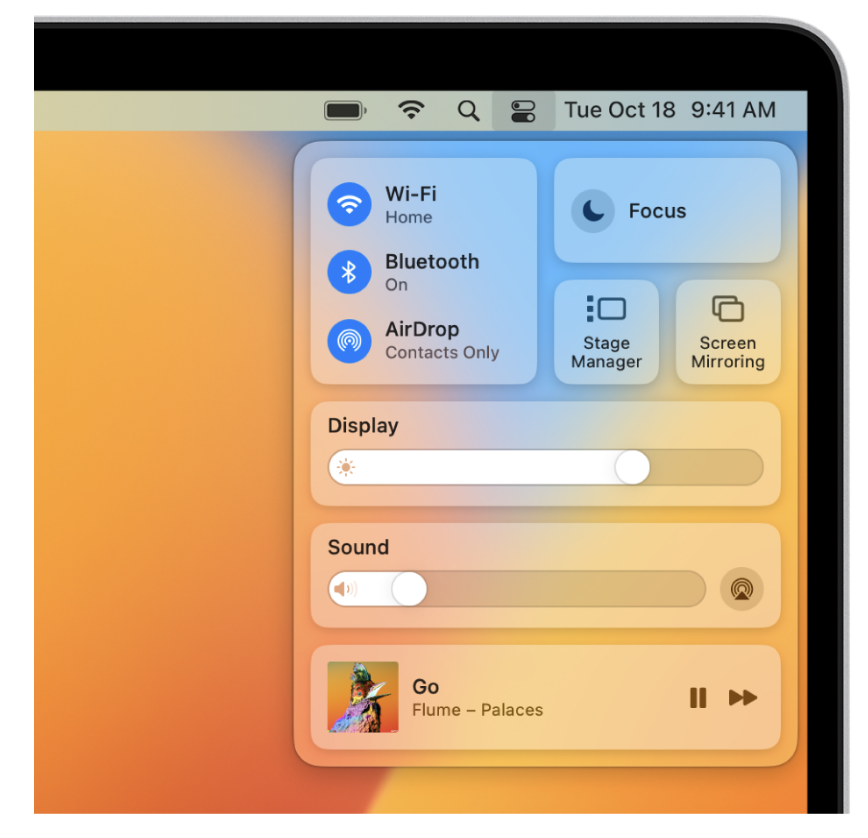 Tue Oct 18 9:41 AM
Wi-Fi
Home
Bluetooth
On
AirDrop
Contacts Only
Focus
Stage
Manager
Screen
Mirroring
Display
Sound
Go
Flume – Palaces